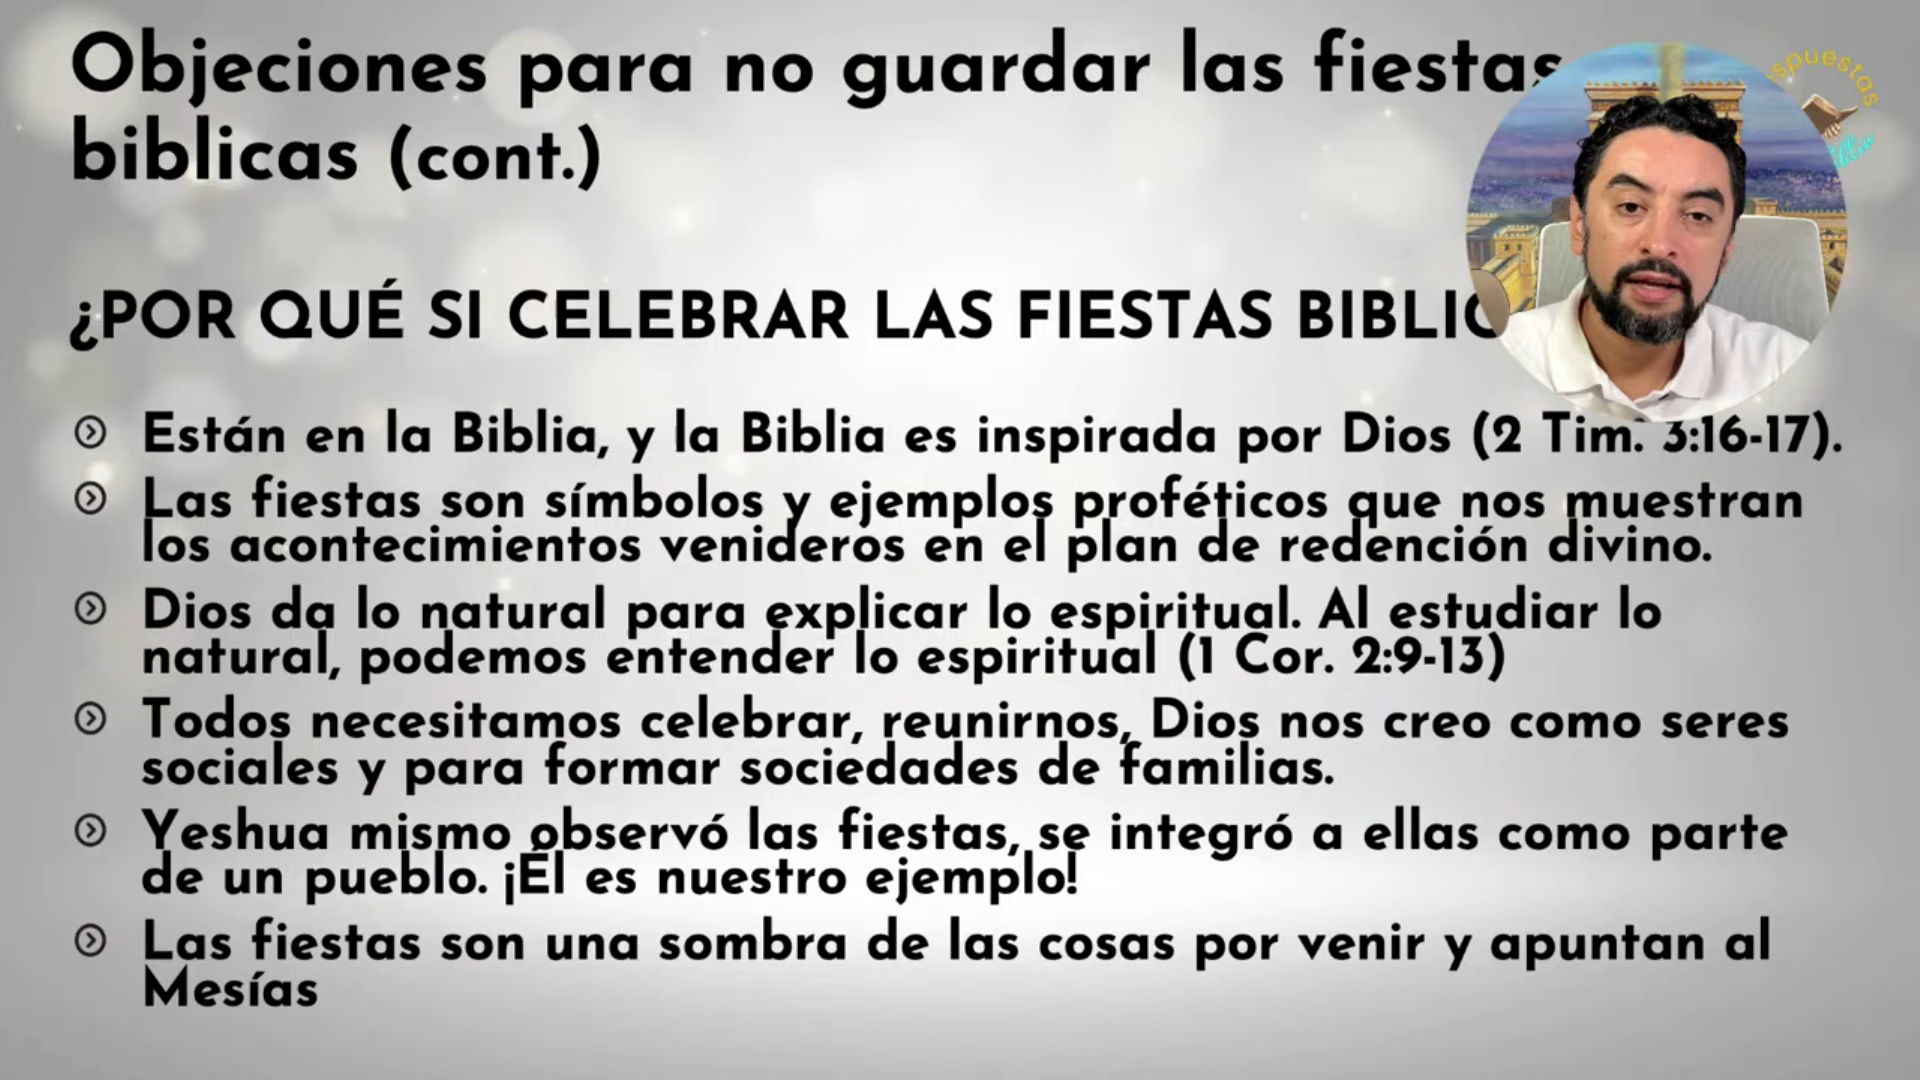 Objeciones para no guardar las fiestas
biblicas (cont.)
¿POR QUÉ SI CELEBRAR LAS FIESTAS
Están en la Biblia, y la Biblia es inspirada por Dios (2 Tim. 3:16-17).
Las fiestas son símbolos y ejemplos proféticos que nos muestran
los acontecimientos venideros en el plan de redención divino.
Dios da lo natural para explicar lo espiritual. Al estudiar lo
natural, podemos entender lo espiritual (1 Cor. 2:9-13)
Todos necesitamos celebrar, reunirnos, Dios nos creo como seres
sociales y para formar sociedades de familias.
Yeshua mismo observó las fiestas, se integró a ellas como parte
de un pueblo. ¡Él es nuestro ejemplo!
Las fiestas son una sombra de las cosas por venir y apuntan al
Mesías